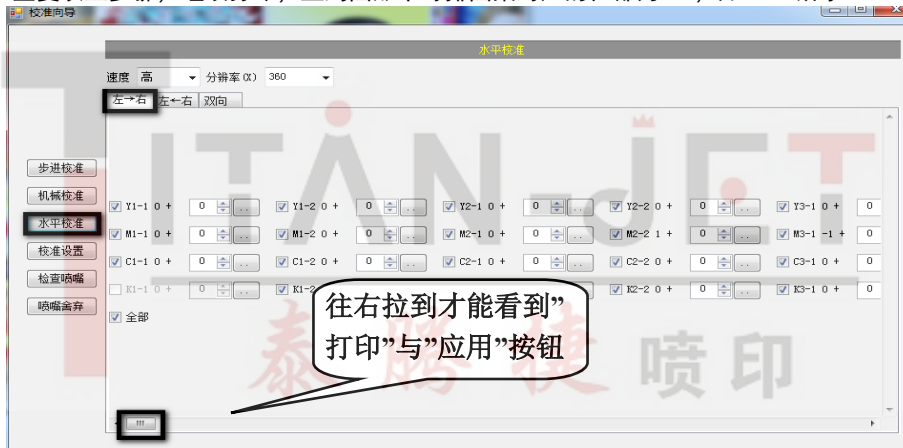 校准向导
水平校准
速度 高 分辨率(X) 360
左→右 左←右 双向
步进校准
机械校准
水平校准
校准设置
检查喷嘴
喷嘴舍弃
Y1-1 0 + 0 .. Y1-2 0 + 0 .. Y2-1 0 + 0 .. Y2-2 0 + 0 .. Y3-1 0 + 0
M1-1 0 + 0 .. M1-2 0 + 0 .. M2-1 0 + 0 .. M2-2 1 + 0 .. M3-1 -1 + 0
C1-1 0 + 0 .. C1-2 0 + 0 .. C2-1 0 + 0 .. C2-2 0 + 0 .. C3-1 0 + 0
K1-1 0 + 0 .. K1-2 K2-2 0 + 0 .. K3-1 0 + 0
全部
往右拉到才能看到”
打印”与”应用”按钮
TITAN-JET
泰腾捷 喷印